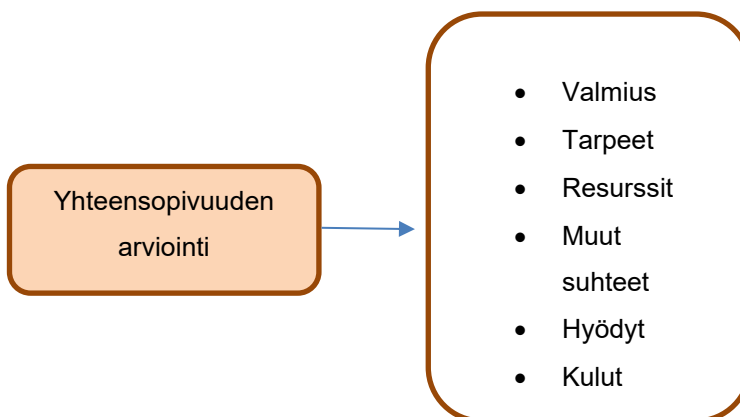 Yhteensopivuuden
arviointi
• Valmius
• Tarpeet
• Resurssit
• Muut
suhteet
• Hyödyt
• Kulut